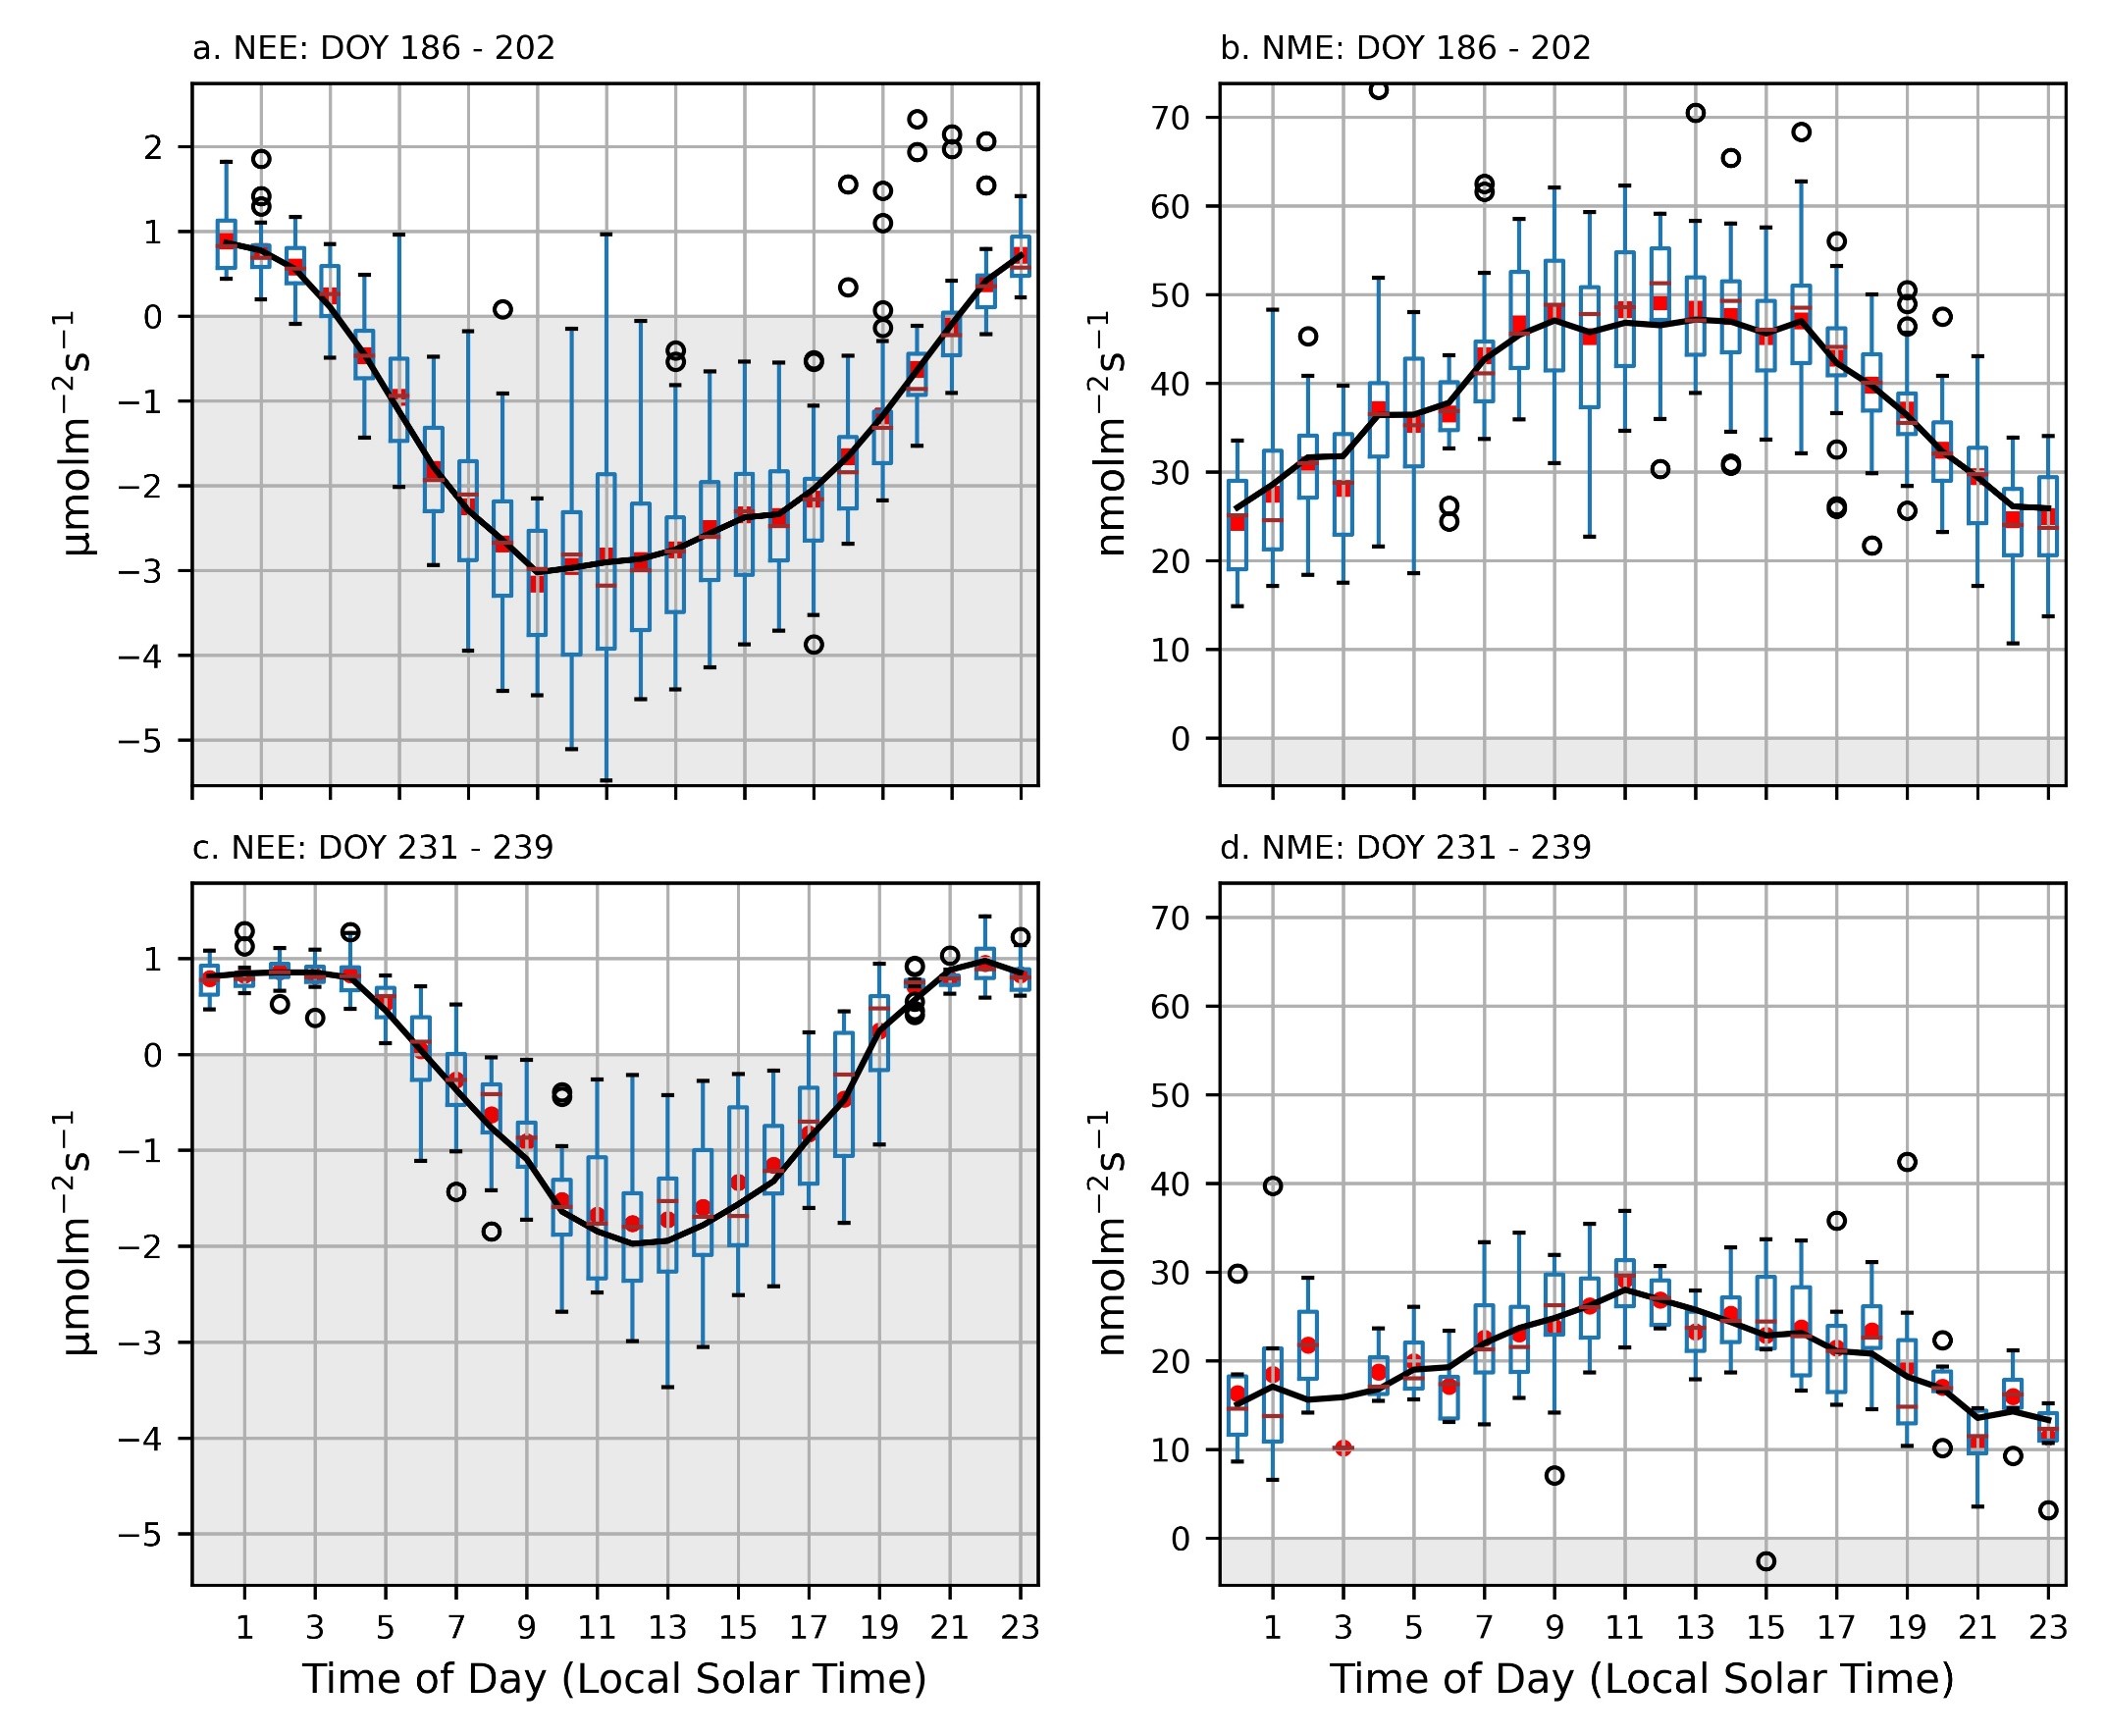 a. NEE: DOY 186 - 202
2
1
0
−1
−2
−3
−4
−5
μmolm⁻²s⁻¹
b. NME: DOY 186 - 202
70
60
50
40
30
20
10
0
nmolm⁻²s⁻¹
c. NEE: DOY 231 - 239
1
0
−1
−2
−3
−4
−5
μmolm⁻²s⁻¹
1 3 5 7 9 11 13 15 17 19 21 23
Time of Day (Local Solar Time)
d. NME: DOY 231 - 239
70
60
50
40
30
20
10
0
nmolm⁻²s⁻¹
1 3 5 7 9 11 13 15 17 19 21 23
Time of Day (Local Solar Time)